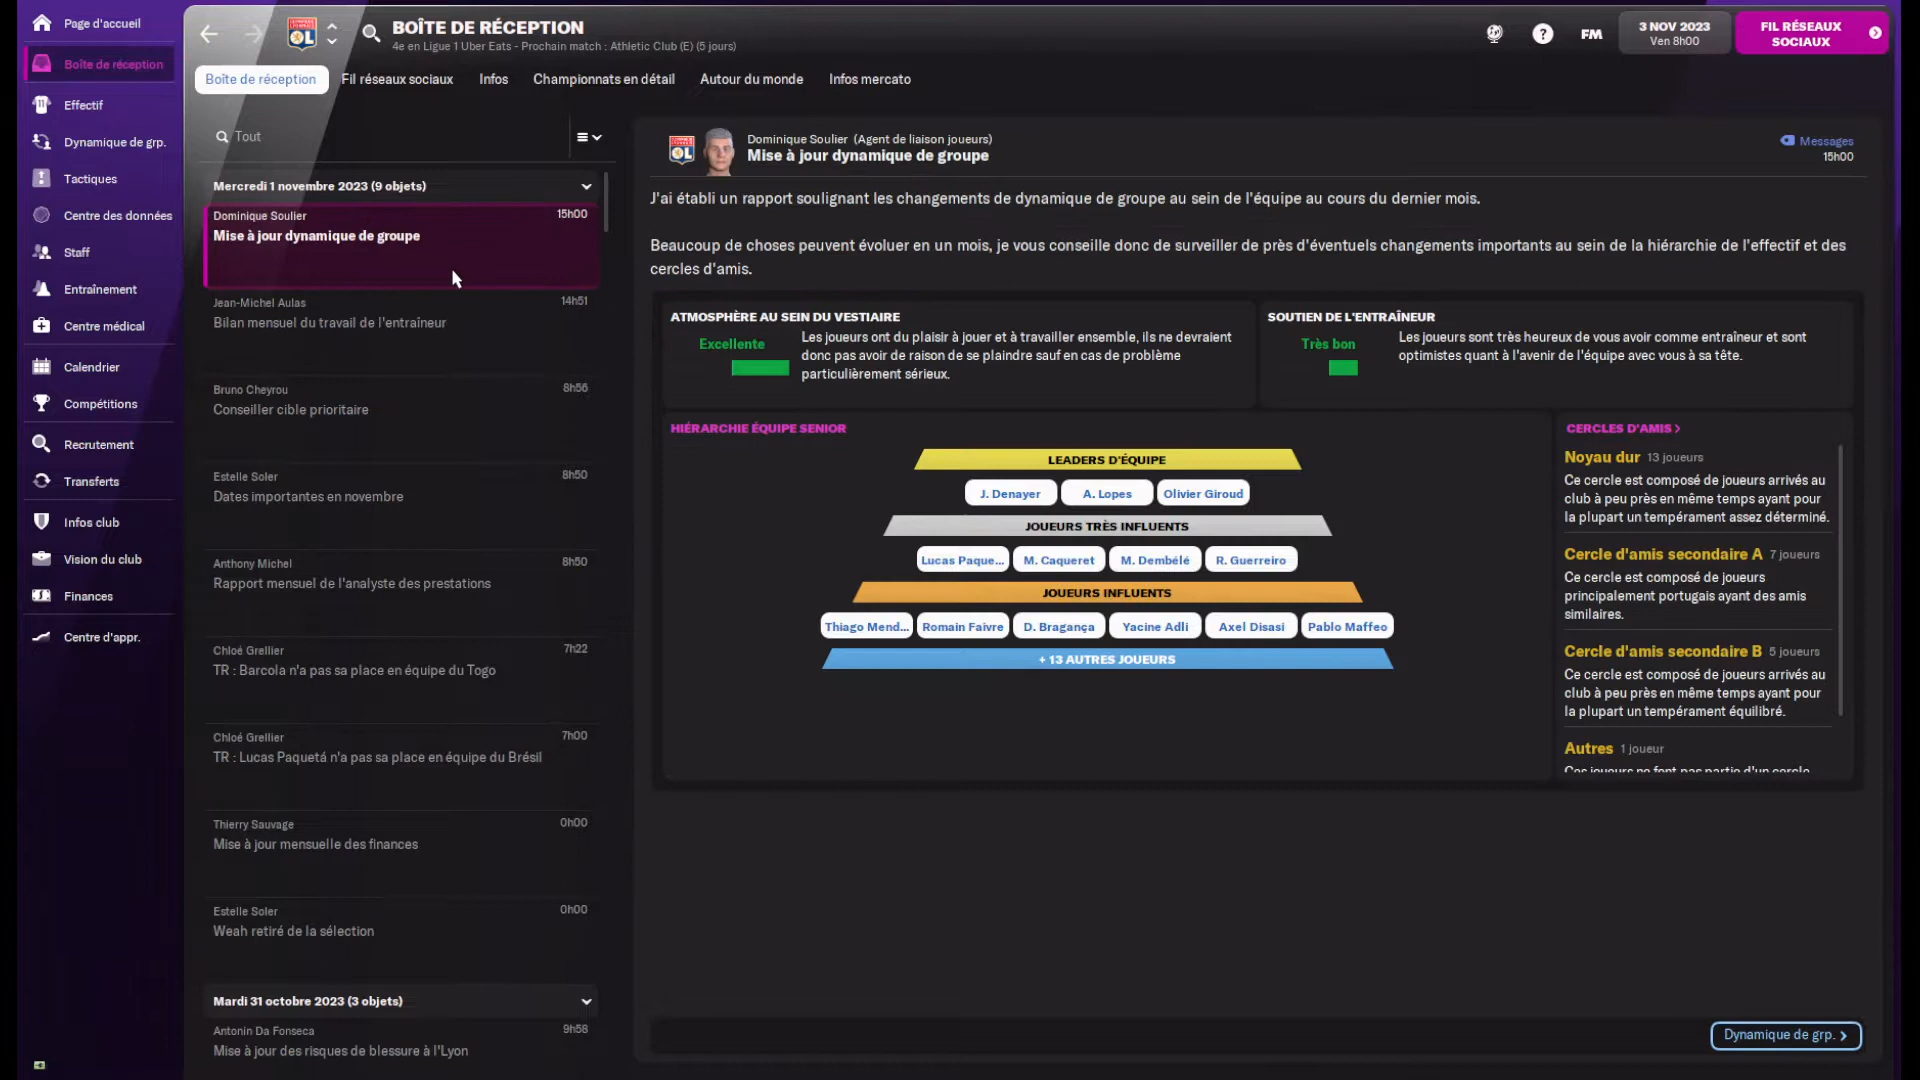 Page d'accueil
Boîte de réception
Effectif
Dynamique de grp.
Tactiques
Centre des données
Staff
Entraînement
Centre médical
Calendrier
Compétitions
Recrutement
Transferts
Infos club
Vision du club
Finances
Centre d'appr.
OL
BOÎTE DE RÉCEPTION
4e en Ligue 1 Uber Eats - Prochain match : Athletic Club (E) (5 jours)
?
FM
3 NOV 2023
Ven 8h00
FIL RÉSEAUX
SOCIAUX
Boîte de réception
Fil réseaux sociaux
Infos
Championnats en détail
Autour du monde
Infos mercato
Tout
Mercredi 1 novembre 2023 (9 objets)
Dominique Soulier 15h00
Mise à jour dynamique de groupe
Jean-Michel Aulas 14h51
Bilan mensuel du travail de l'entraîneur
Bruno Cheyrou 8h56
Conseiller cible prioritaire
Estelle Soler 8h50
Dates importantes en novembre
Anthony Michel 8h50
Rapport mensuel de l'analyste des prestations
Chloé Grellier 7h22
TR : Barcola n'a pas sa place en équipe du Togo
Chloé Grellier 7h00
TR : Lucas Paquetá n'a pas sa place en équipe du Brésil
Thierry Sauvage 0h00
Mise à jour mensuelle des finances
Estelle Soler 0h00
Weah retiré de la sélection
Mardi 31 octobre 2023 (3 objets)
Antonin Da Fonseca 9h58
Mise à jour des risques de blessure à l'Lyon
OL
Dominique Soulier (Agent de liaison joueurs)
Mise à jour dynamique de groupe
Messages
15h00
J'ai établi un rapport soulignant les changements de dynamique de groupe au sein de l'équipe au cours du dernier mois.
Beaucoup de choses peuvent évoluer en un mois, je vous conseille donc de surveiller de près d'éventuels changements importants au sein de la hiérarchie de l'effectif et des
cercles d'amis.
ATMOSPHÈRE AU SEIN DU VESTIAIRE
Excellente
Les joueurs ont du plaisir à jouer et à travailler ensemble, ils ne devraient
donc pas avoir de raison de se plaindre sauf en cas de problème
particulièrement sérieux.
SOUTIEN DE L'ENTRAÎNEUR
Très bon
Les joueurs sont très heureux de vous avoir comme entraîneur et sont
optimistes quant à l'avenir de l'équipe avec vous à sa tête.
HIÉRARCHIE ÉQUIPE SENIOR
LEADERS D'ÉQUIPE
J. Denayer
A. Lopes
Olivier Giroud
JOUEURS TRÈS INFLUENTS
Lucas Paque...
M. Caqueret
M. Dembélé
R. Guerreiro
JOUEURS INFLUENTS
Thiago Mend...
Romain Faivre
D. Bragança
Yacine Adli
Axel Disasi
Pablo Maffeo
+ 13 AUTRES JOUEURS
CERCLES D'AMIS >
Noyau dur 13 joueurs
Ce cercle est composé de joueurs arrivés au
club à peu près en même temps ayant pour
la plupart un tempérament assez déterminé.
Cercle d'amis secondaire A 7 joueurs
Ce cercle est composé de joueurs
principalement portugais ayant des amis
similaires.
Cercle d'amis secondaire B 5 joueurs
Ce cercle est composé de joueurs arrivés au
club à peu près en même temps ayant pour
la plupart un tempérament équilibré.
Autres 1 joueur
Ces joueurs ne font pas partie d'un cercle
Dynamique de grp. >